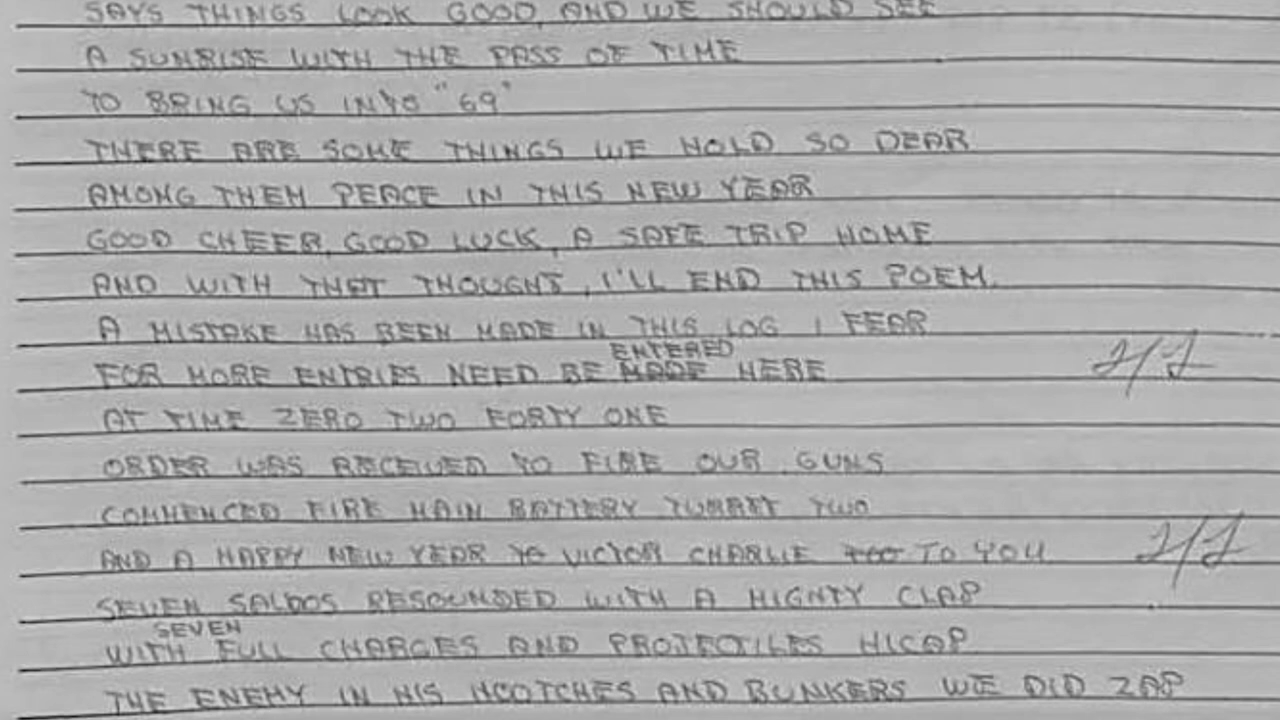 SAYS THINGS LOOK GOOD, AND WE SHOULD SEE
A SUNRISE WITH THE PASS OF TIME
TO BRING US INTO "69"
THERE ARE SOME THINGS WE HOLD SO DEAR
AMONG THEM PEACE IN THIS NEW YEAR
GOOD CHEER, GOOD LUCK, A SAFE TRIP HOME
AND WITH THAT THOUGHT, I'LL END THIS POEM.
A MISTAKE HAS BEEN MADE IN THIS LOG I FEAR
ENTERED
FOR MORE ENTRIES NEED BE MADE HERE
AT TIME ZERO TWO FORTY ONE
ORDER WAS RECEIVED TO FIRE OUR GUNS
COMMENCED FIRE MAIN BATTERY TURRET TWO
AND A HAPPY NEW YEAR TO VICTOR CHARLIE TOO TO YOU
SEVEN SALVOS RESOUNDED WITH A MIGHTY CLAP
SEVEN
WITH FULL CHARGES AND PROJECTILES HICAP
THE ENEMY IN HIS HOOTCHES AND BUNKERS WE DID ZAP